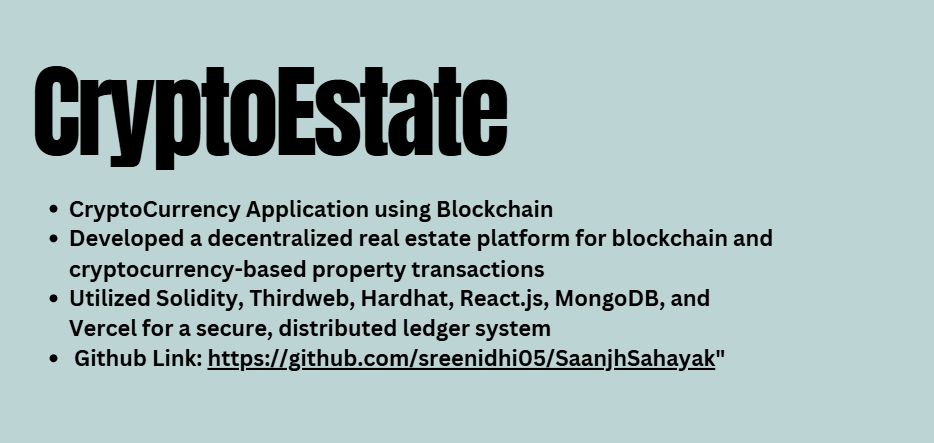 CryptoEstate
• CryptoCurrency Application using Blockchain
• Developed a decentralized real estate platform for blockchain and
cryptocurrency-based property transactions
• Utilized Solidity, Thirdweb, Hardhat, React.js, MongoDB, and
Vercel for a secure, distributed ledger system
• Github Link: https://github.com/sreenidhi05/SaanjhSahayak"